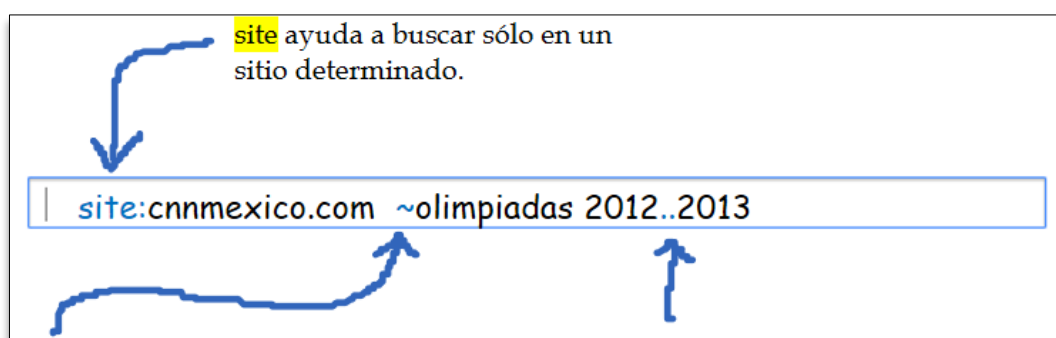 site ayuda a buscar sólo en un
sitio determinado.
site:cnnmexico.com ~olimpiadas 2012..2013